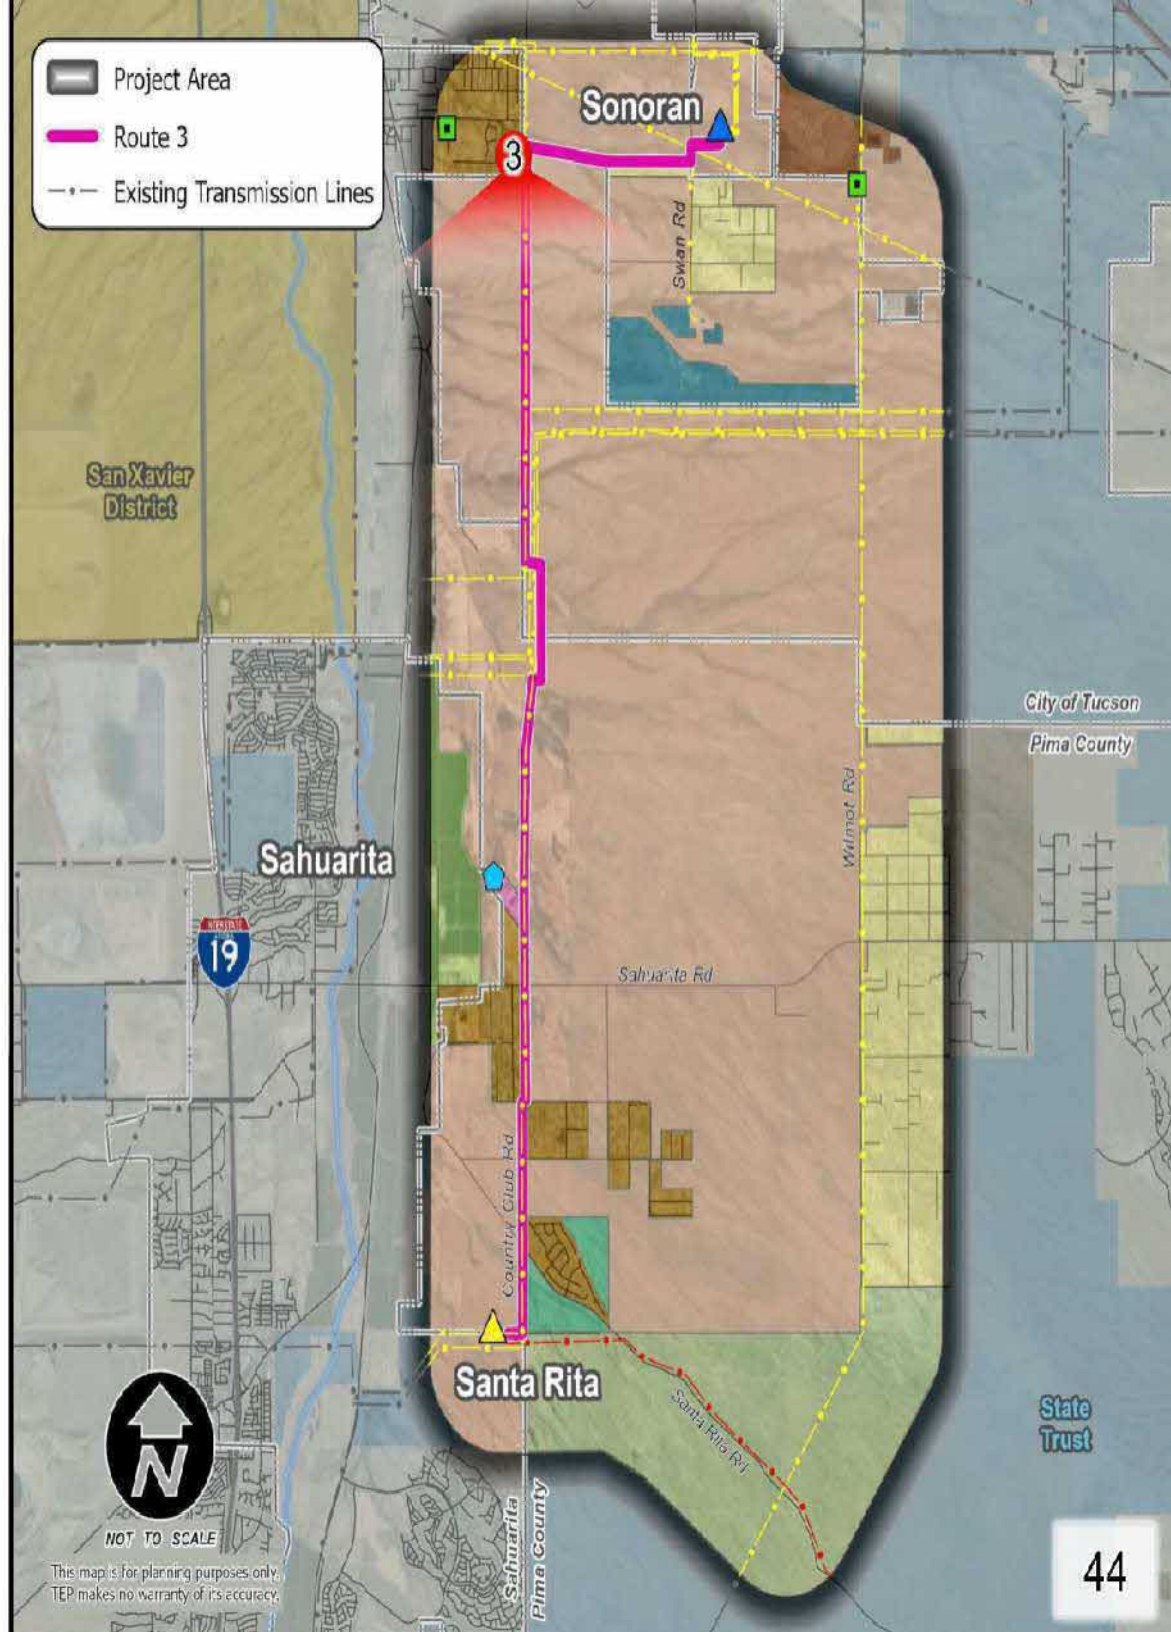 Project Area
Route 3
Existing Transmission Lines
Sonoran
3
Swan Rd
San Xavier
District
City of Tucson
Pima County
Wilmot Rd
Sahuarita
INTERSTATE
19
Sahuarita Rd
Country Club Rd
Santa Rita
Santa Rita Rd
State
Trust
N
NOT TO SCALE
This map is for planning purposes only.
TEP makes no warranty of its accuracy.
Sahuarita
Pima County
44